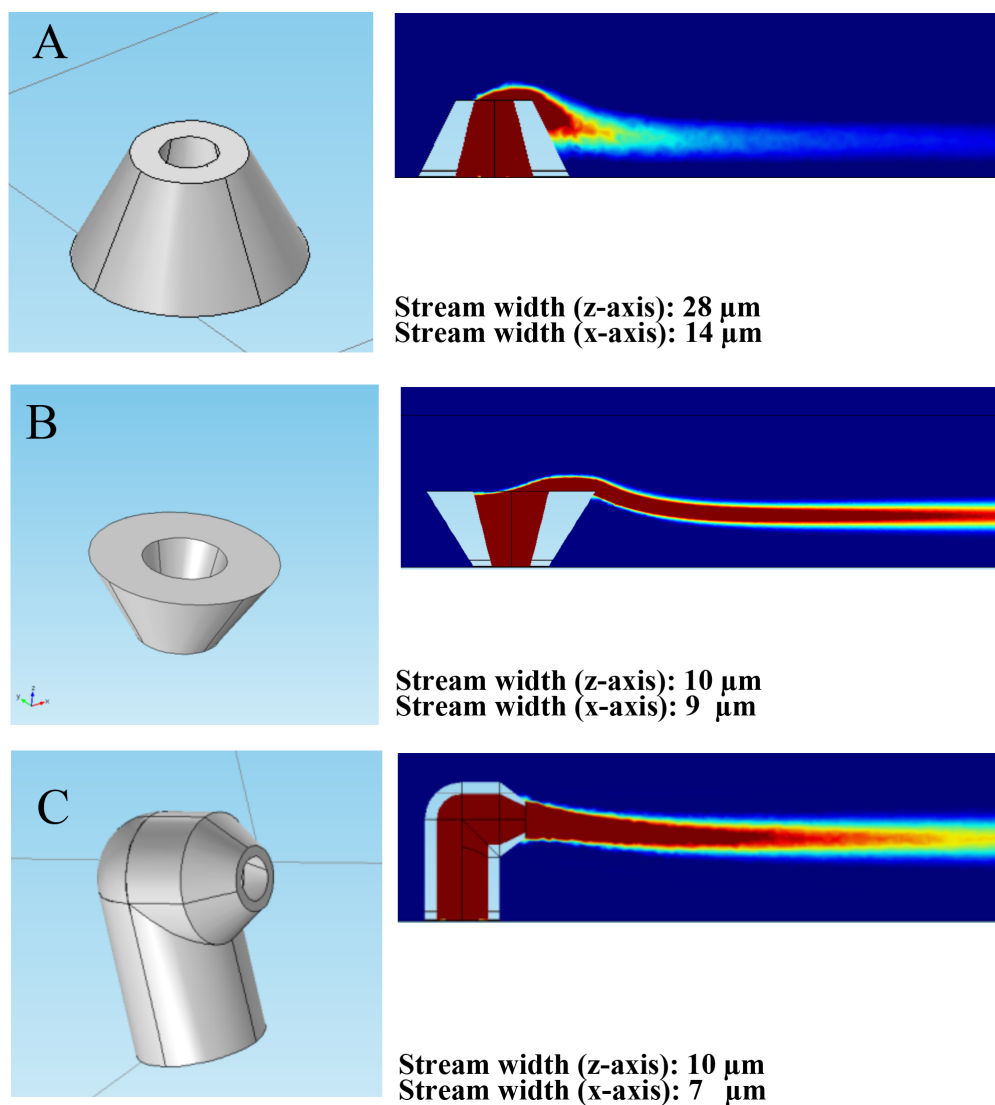 A
Stream width (z-axis): 28 µm
Stream width (x-axis): 14 µm
B
z
y
x
Stream width (z-axis): 10 µm
Stream width (x-axis): 9 µm
C
Stream width (z-axis): 10 µm
Stream width (x-axis): 7 µm